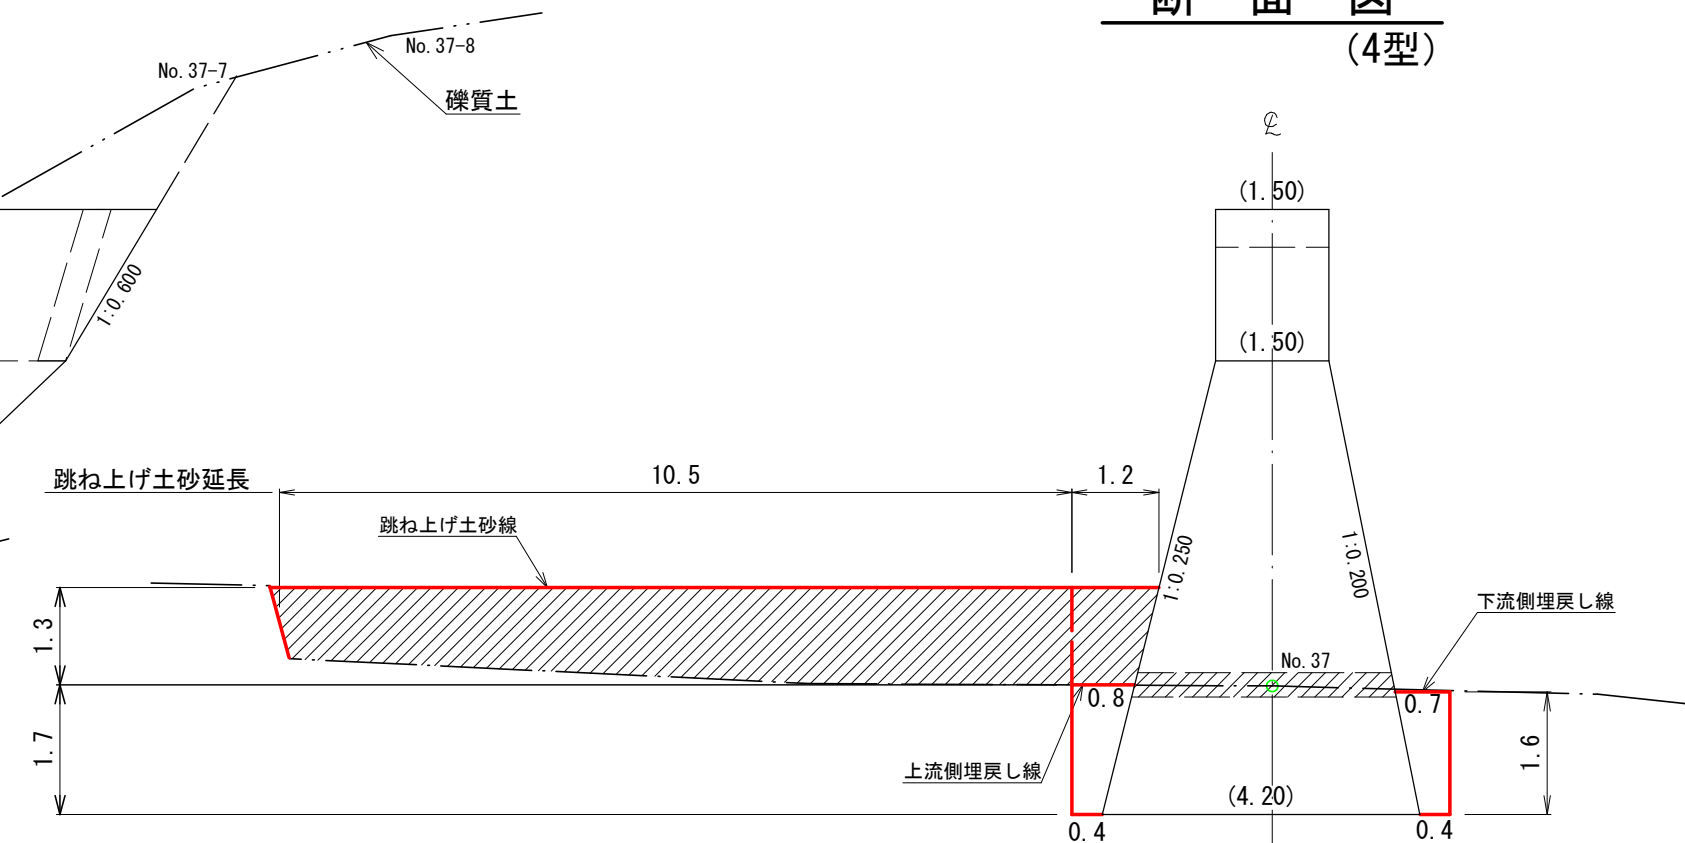 断面図
(4型)
No. 37-8
No. 37-7
礫質土
℄
(1.50)
1:0.600
(1.50)
跳ね上げ土砂延長
10.5
1.2
跳ね上げ土砂線
1:0.250
1:0.200
下流側埋戻し線
1.3
No. 37
0.8
0.7
1.7
1.6
上流側埋戻し線
(4.20)
0.4
0.4